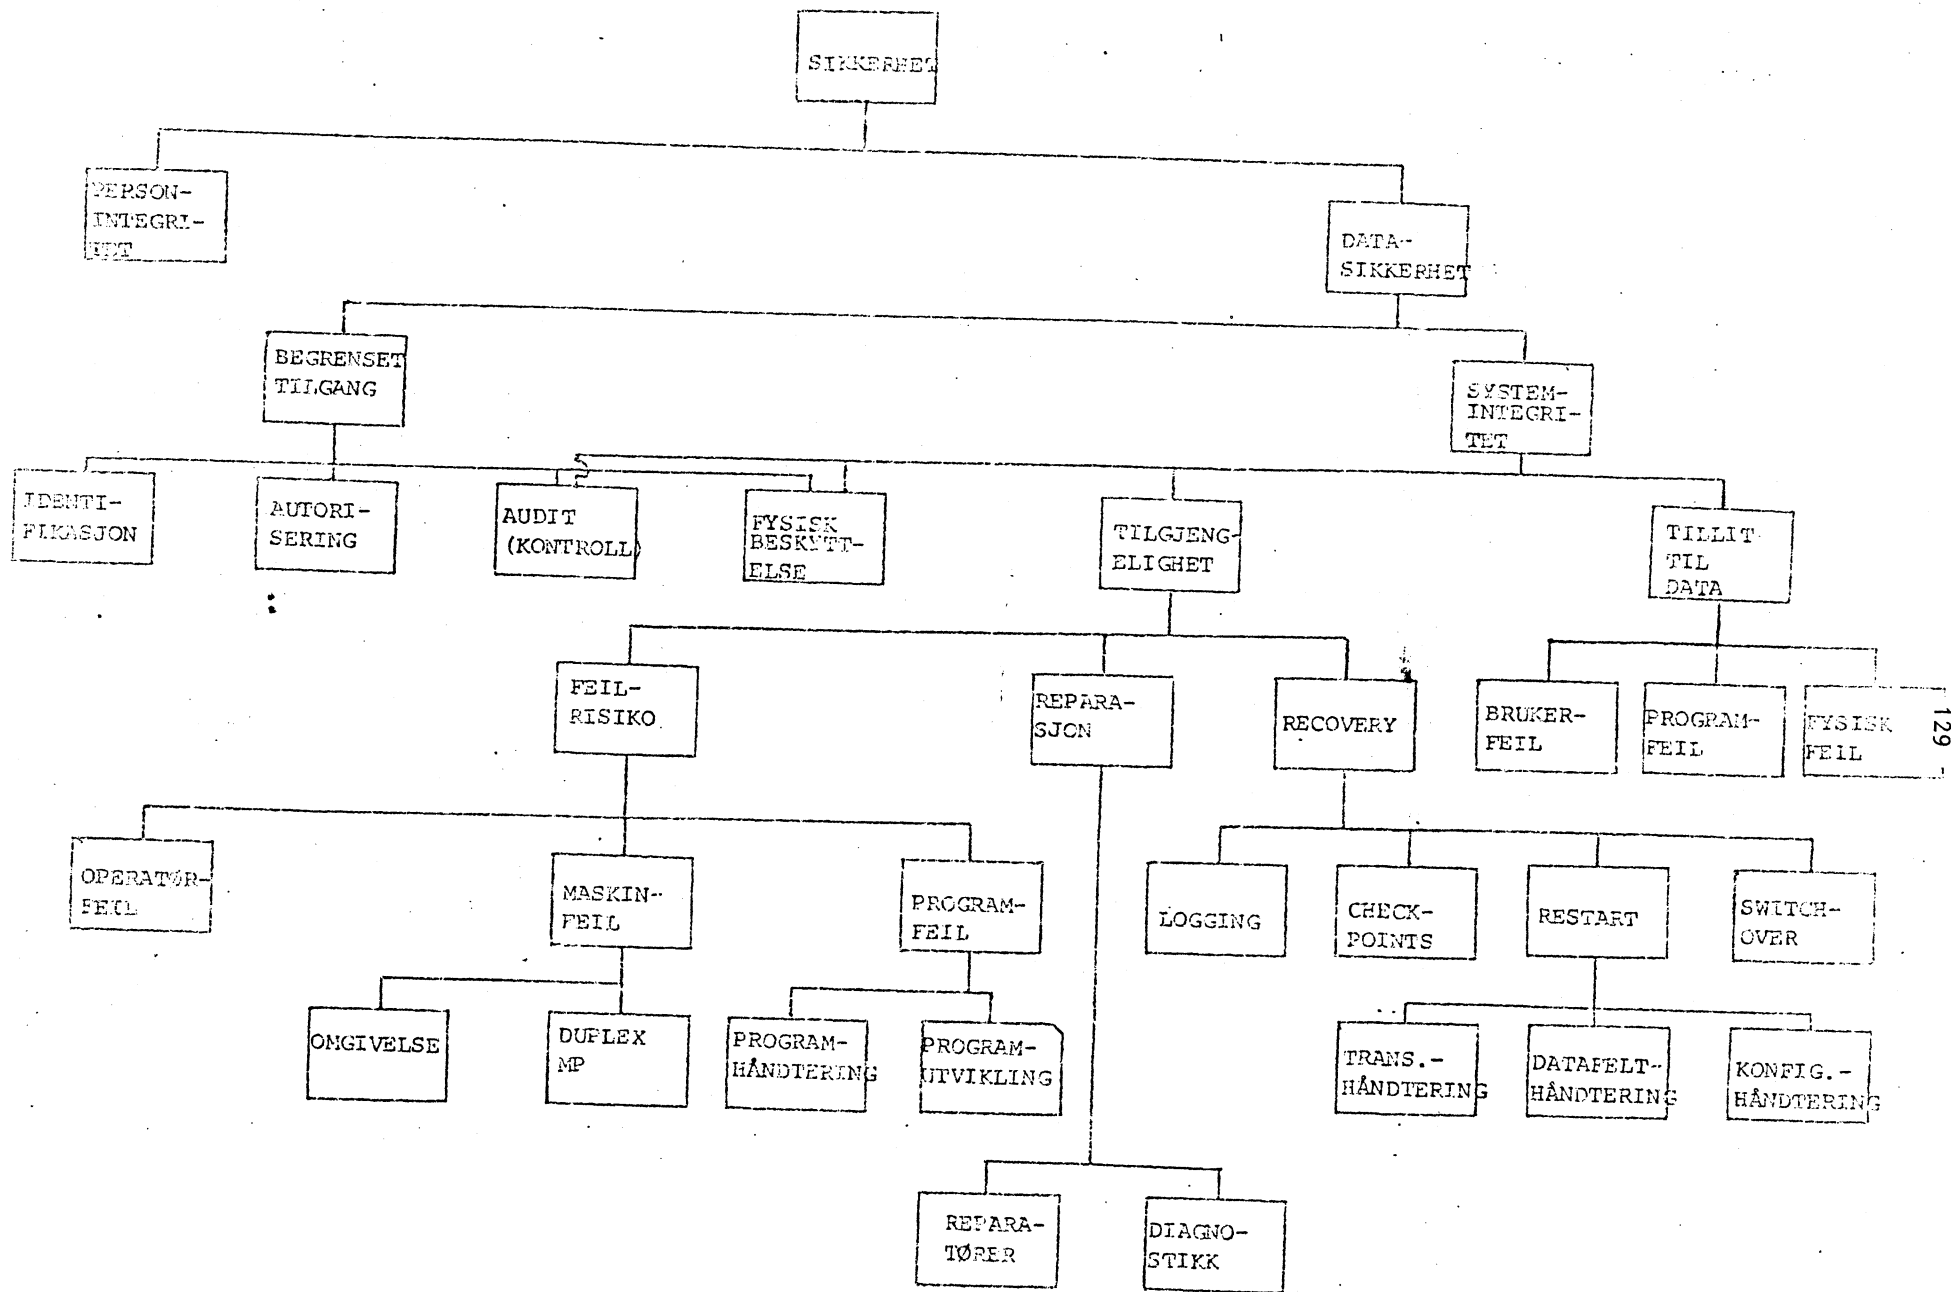 SIKKERHET
PERSON-
INTEGRI-
TET
DATA-
SIKKERHET
BEGRENSET
TILGANG
SYSTEM-
INTEGRI-
TET
IDENTI-
FIKASJON
AUTORI-
SERING
AUDIT
(KONTROLL)
FYSISK
BESKYTT-
ELSE
TILGJENG-
ELIGHET
TILLIT
TIL
DATA
FEIL-
RISIKO
REPARA-
SJON
RECOVERY
BRUKER-
FEIL
PROGRAM-
FEIL
FYSISK
FEIL
129 -
OPERATØR-
FEIL
MASKIN-
FEIL
PROGRAM-
FEIL
LOGGING
CHECK-
POINTS
RESTART
SWITCH-
OVER
OMGIVELSE
DUPLEX
MP
PROGRAM-
HÅNDTERING
PROGRAM-
UTVIKLING
TRANS.-
HÅNDTERING
DATAFELT-
HÅNDTERING
KONFIG.-
HÅNDTERING
REPARA-
TØRER
DIAGNO-
STIKK